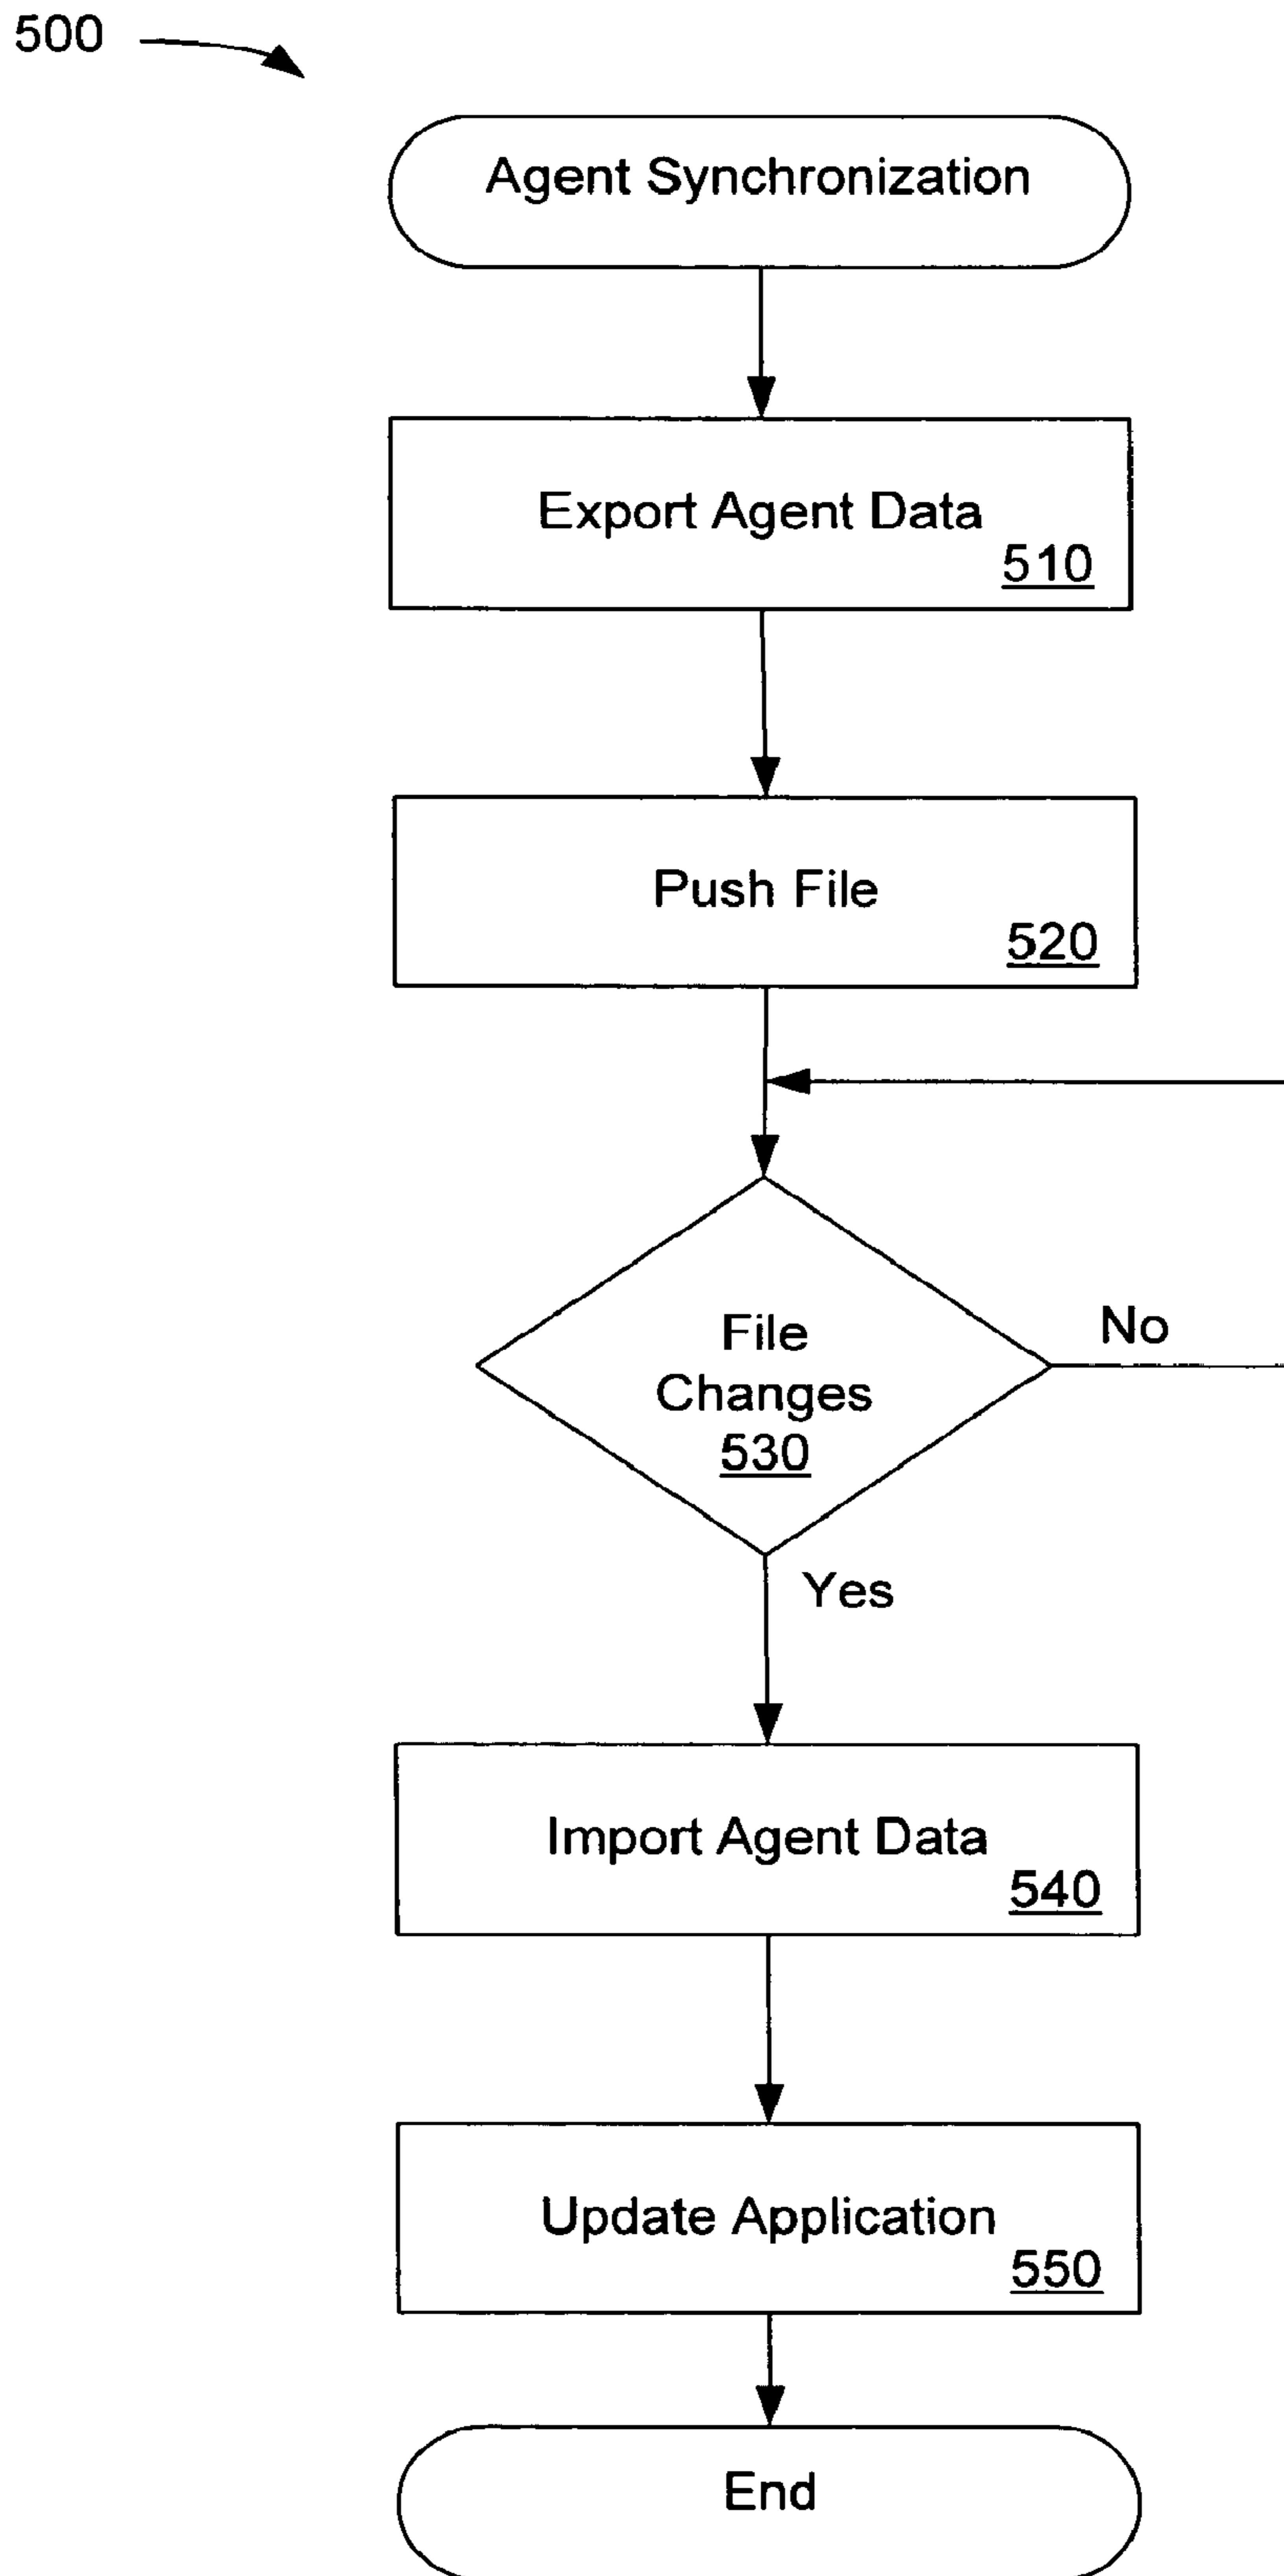 500
Agent Synchronization
Export Agent Data
510
Push File
520
File
Changes
530
No
Yes
Import Agent Data
540
Update Application
550
End